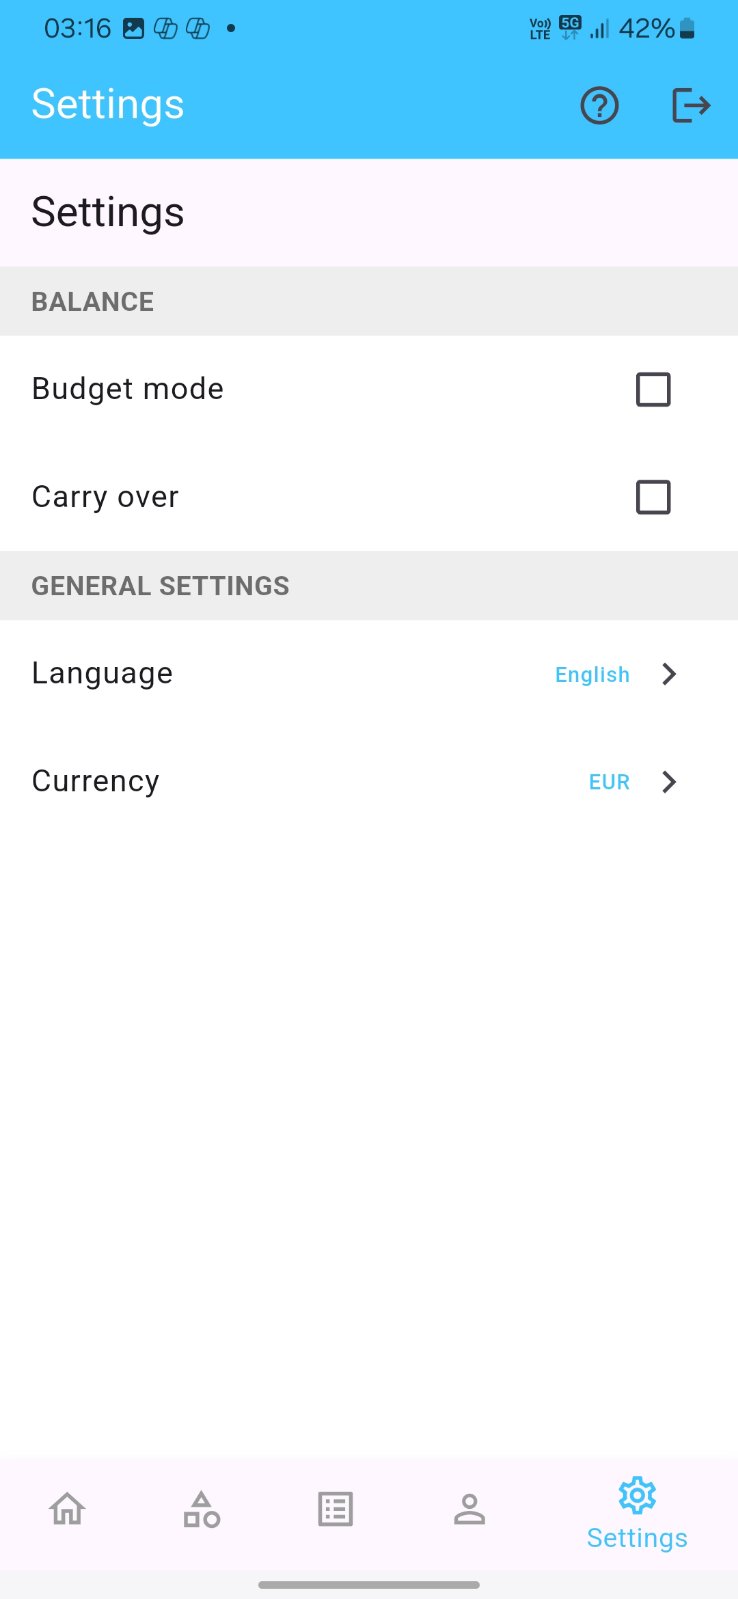 03:16
Vo)) LTE 5G 42%
Settings
Settings
BALANCE
Budget mode
Carry over
GENERAL SETTINGS
Language English
Currency EUR
Settings